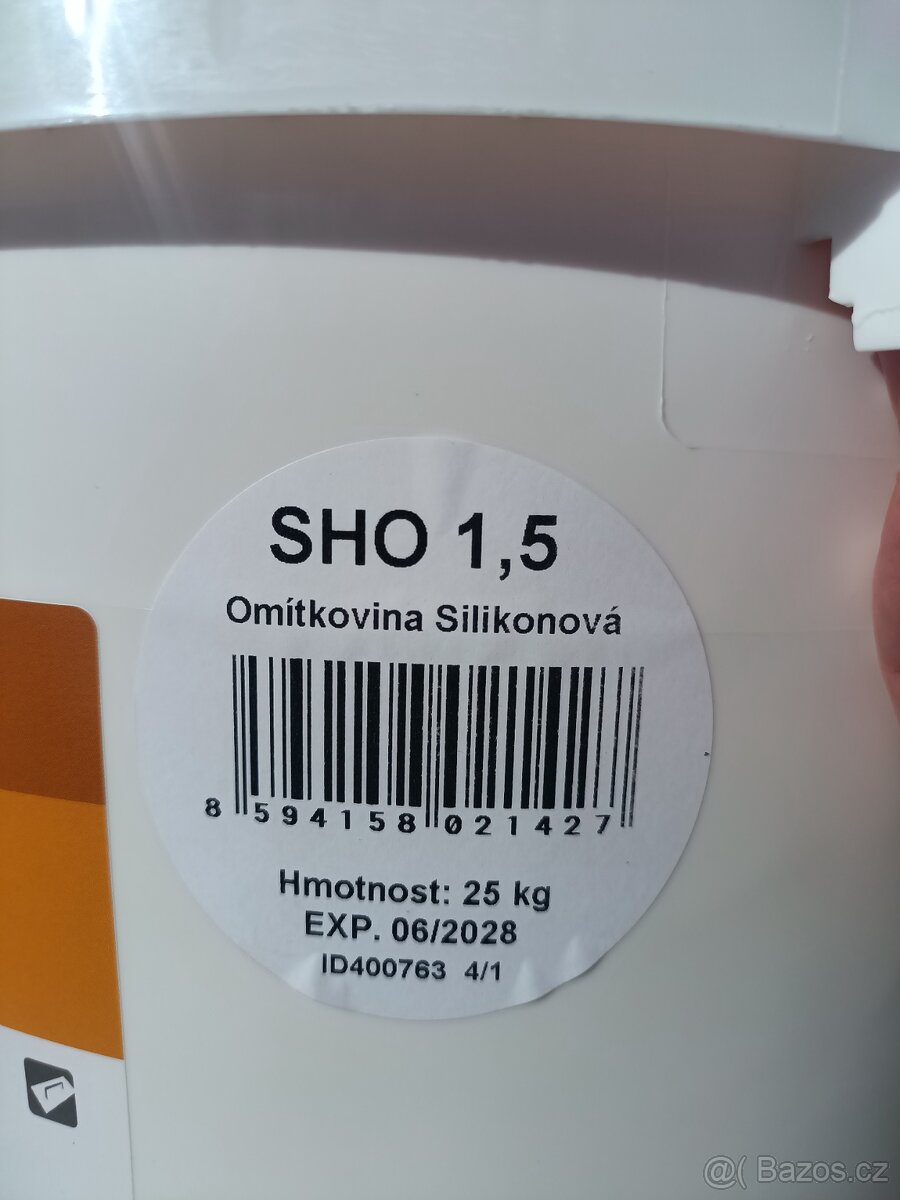 SHO 1,5
Omítkovina Silikonová
8 594158 021427
Hmotnost: 25 kg
EXP. 06/2028
ID400763 4/1
@( Bazos.cz